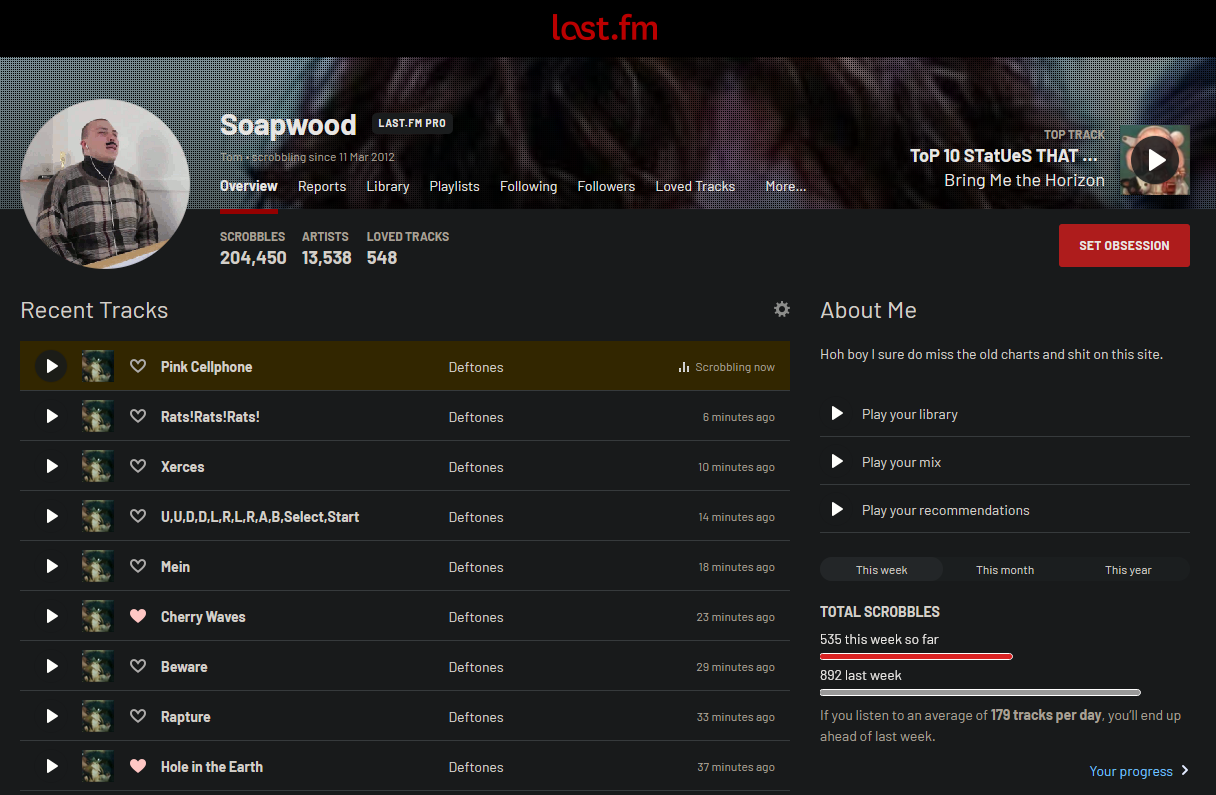 last.fm
Soapwood
LAST.FM PRO
Tom • scrobbling since 11 Mar 2012
TOP TRACK
ToP 10 STatUeS THAT ...
Bring Me the Horizon
Overview Reports Library Playlists Following Followers Loved Tracks More...
SCROBBLES ARTISTS LOVED TRACKS
204,450 13,538 548
SET OBSESSION
Recent Tracks
Pink Cellphone Deftones Scrobbling now
Rats!Rats!Rats! Deftones 6 minutes ago
Xerces Deftones 10 minutes ago
U,U,D,D,L,R,L,R,A,B,Select,Start Deftones 14 minutes ago
Mein Deftones 18 minutes ago
Cherry Waves Deftones 23 minutes ago
Beware Deftones 29 minutes ago
Rapture Deftones 33 minutes ago
Hole in the Earth Deftones 37 minutes ago
About Me
Hoh boy I sure do miss the old charts and shit on this site.
Play your library
Play your mix
Play your recommendations
This week This month This year
TOTAL SCROBBLES
535 this week so far
892 last week
If you listen to an average of 179 tracks per day, you'll end up
ahead of last week.
Your progress